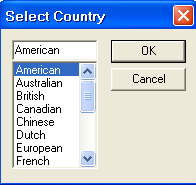 Select Country
American
OK
American
Cancel
Australian
British
Canadian
Chinese
Dutch
European
French